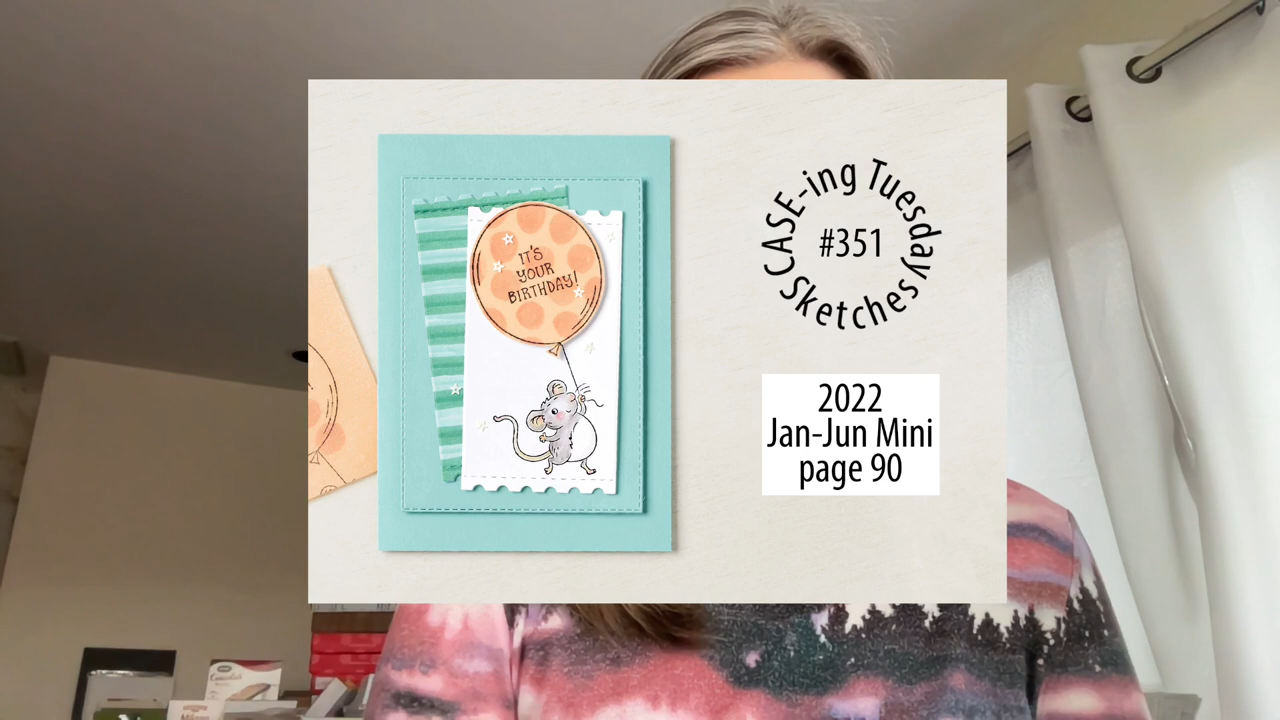 IT'S
YOUR
BIRTHDAY!
CASE-ing Tuesday
#351
Sketches
2022
Jan-Jun Mini
page 90